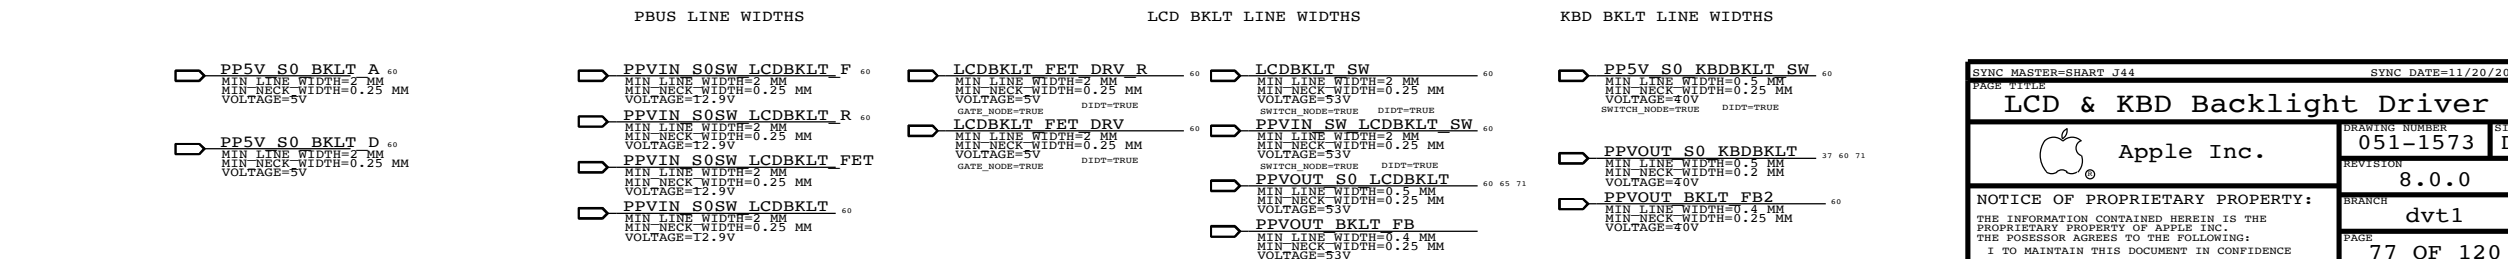 PBUS LINE WIDTHS
LCD BKLT LINE WIDTHS
KBD BKLT LINE WIDTHS
PP5V_S0_BKLT_A 60
MIN_LINE_WIDTH=2 MM
MIN_NECK_WIDTH=0.25 MM
VOLTAGE=5V
PP5V_S0_BKLT_D 60
MIN_LINE_WIDTH=2 MM
MIN_NECK_WIDTH=0.25 MM
VOLTAGE=5V
PPVIN_S0SW_LCDBKLT_F 60
MIN_LINE_WIDTH=2 MM
MIN_NECK_WIDTH=0.25 MM
VOLTAGE=12.9V
PPVIN_S0SW_LCDBKLT_R 60
MIN_LINE_WIDTH=2 MM
MIN_NECK_WIDTH=0.25 MM
VOLTAGE=12.9V
PPVIN_S0SW_LCDBKLT_FET
MIN_LINE_WIDTH=2 MM
MIN_NECK_WIDTH=0.25 MM
VOLTAGE=12.9V
PPVIN_S0SW_LCDBKLT 60
MIN_LINE_WIDTH=2 MM
MIN_NECK_WIDTH=0.25 MM
VOLTAGE=12.9V
LCDBKLT_FET_DRV_R 60
MIN_LINE_WIDTH=2 MM
MIN_NECK_WIDTH=0.25 MM
VOLTAGE=5V DIDT=TRUE
GATE_NODE=TRUE
LCDBKLT_FET_DRV 60
MIN_LINE_WIDTH=2 MM
MIN_NECK_WIDTH=0.25 MM
VOLTAGE=5V DIDT=TRUE
GATE_NODE=TRUE
LCDBKLT_SW 60
MIN_LINE_WIDTH=2 MM
MIN_NECK_WIDTH=0.25 MM
VOLTAGE=53V
SWITCH_NODE=TRUE DIDT=TRUE
PPVIN_SW_LCDBKLT_SW 60
MIN_LINE_WIDTH=2 MM
MIN_NECK_WIDTH=0.25 MM
VOLTAGE=53V
SWITCH_NODE=TRUE DIDT=TRUE
PPVOUT_S0_LCDBKLT 60 65 71
MIN_LINE_WIDTH=0.5 MM
MIN_NECK_WIDTH=0.25 MM
VOLTAGE=53V
PPVOUT_BKLT_FB
MIN_LINE_WIDTH=0.4 MM
MIN_NECK_WIDTH=0.25 MM
VOLTAGE=53V
PP5V_S0_KBDBKLT_SW 60
MIN_LINE_WIDTH=0.5 MM
MIN_NECK_WIDTH=0.25 MM
VOLTAGE=40V
SWITCH_NODE=TRUE DIDT=TRUE
PPVOUT_S0_KBDBKLT 37 60 71
MIN_LINE_WIDTH=0.5 MM
MIN_NECK_WIDTH=0.2 MM
VOLTAGE=40V
PPVOUT_BKLT_FB2 60
MIN_LINE_WIDTH=0.4 MM
MIN_NECK_WIDTH=0.25 MM
VOLTAGE=40V
SYNC MASTER=SHART J44 SYNC DATE=11/20/20
PAGE TITLE
LCD & KBD Backlight Driver
Apple Inc.
®
DRAWING NUMBER
051-1573
REVISION
8.0.0
BRANCH
dvt1
PAGE
77 OF 120
NOTICE OF PROPRIETARY PROPERTY:
THE INFORMATION CONTAINED HEREIN IS THE
PROPRIETARY PROPERTY OF APPLE INC.
THE POSESSOR AGREES TO THE FOLLOWING:
I TO MAINTAIN THIS DOCUMENT IN CONFIDENCE